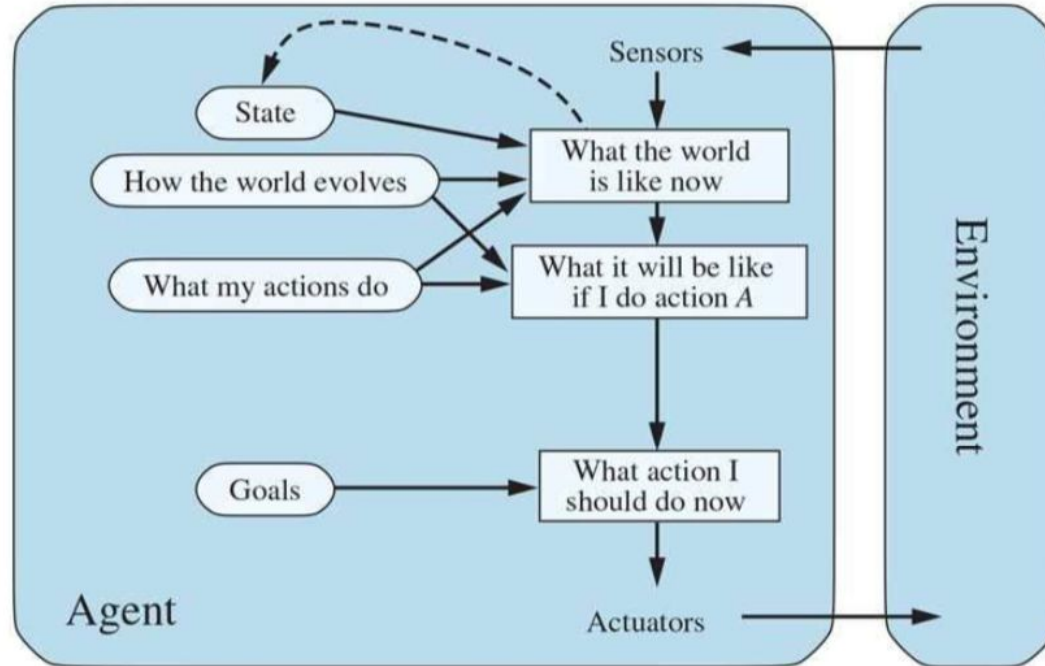 Sensors
State
What the world
is like now
How the world evolves
What it will be like
if I do action A
What my actions do
Environment
Goals
What action I
should do now
Agent
Actuators